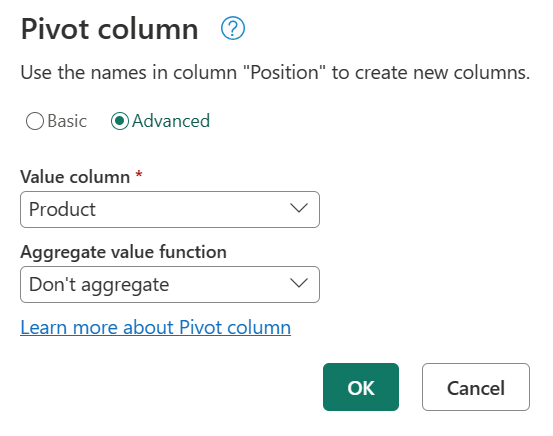 Pivot column
Use the names in column "Position" to create new columns.
Basic Advanced
Value column *
Product
Aggregate value function
Don't aggregate
Learn more about Pivot column
OK Cancel